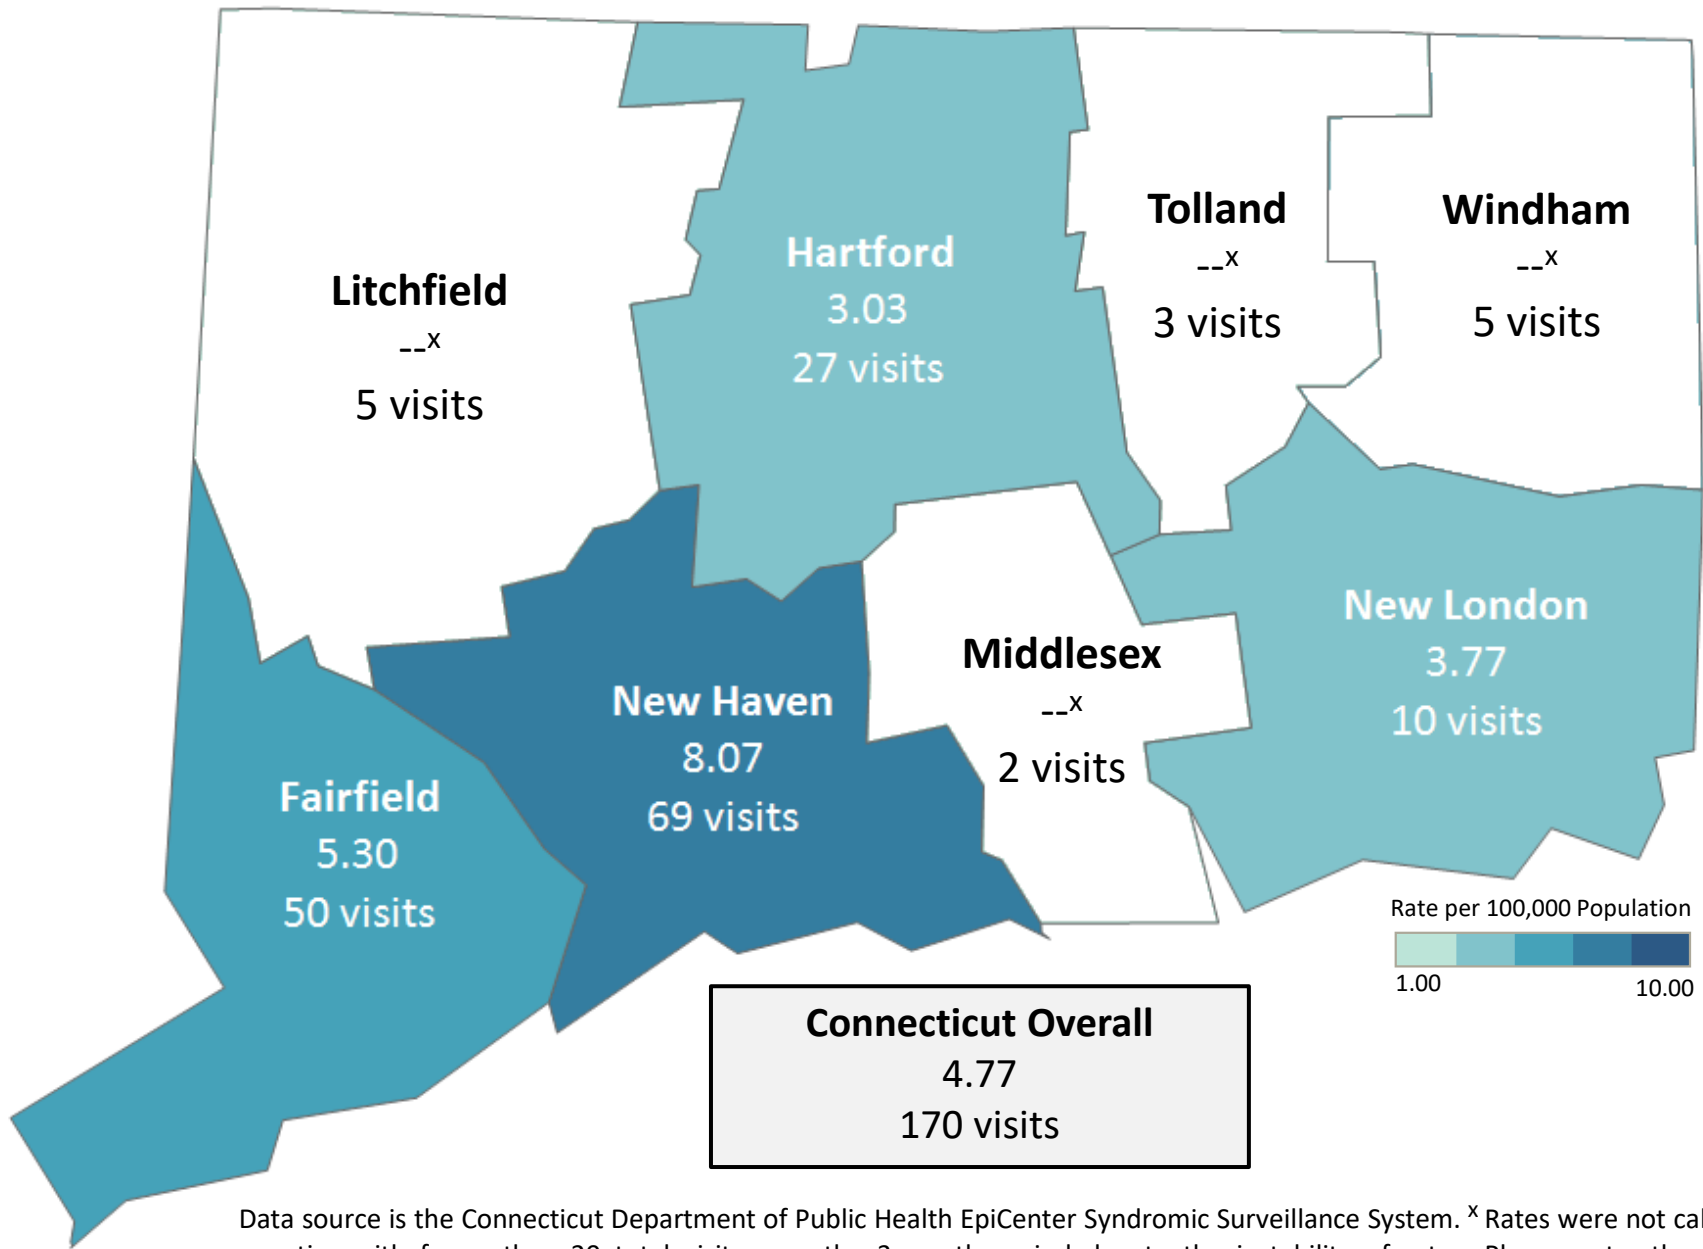 Litchfield
--x
5 visits
Hartford
3.03
27 visits
Tolland
--x
3 visits
Windham
--x
5 visits
Fairfield
5.30
50 visits
New Haven
8.07
69 visits
Middlesex
--x
2 visits
New London
3.77
10 visits
Rate per 100,000 Population
1.00
10.00
Connecticut Overall
4.77
170 visits
Data source is the Connecticut Department of Public Health EpiCenter Syndromic Surveillance System. x Rates were not cal